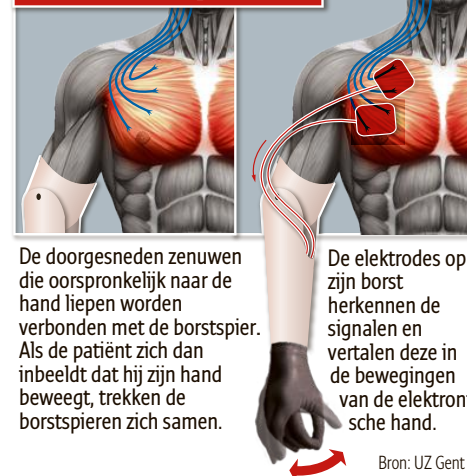 De doorgesneden zenuwen
die oorspronkelijk naar de
hand liepen worden
verbonden met de borstspier.
Als de patiënt zich dan
inbeeldt dat hij zijn hand
beweegt, trekken de
borstspieren zich samen.
De elektrodes op
zijn borst
herkennen de
signalen en
vertalen deze in
de bewegingen
van de
sche hand.
Bron: UZ Gent